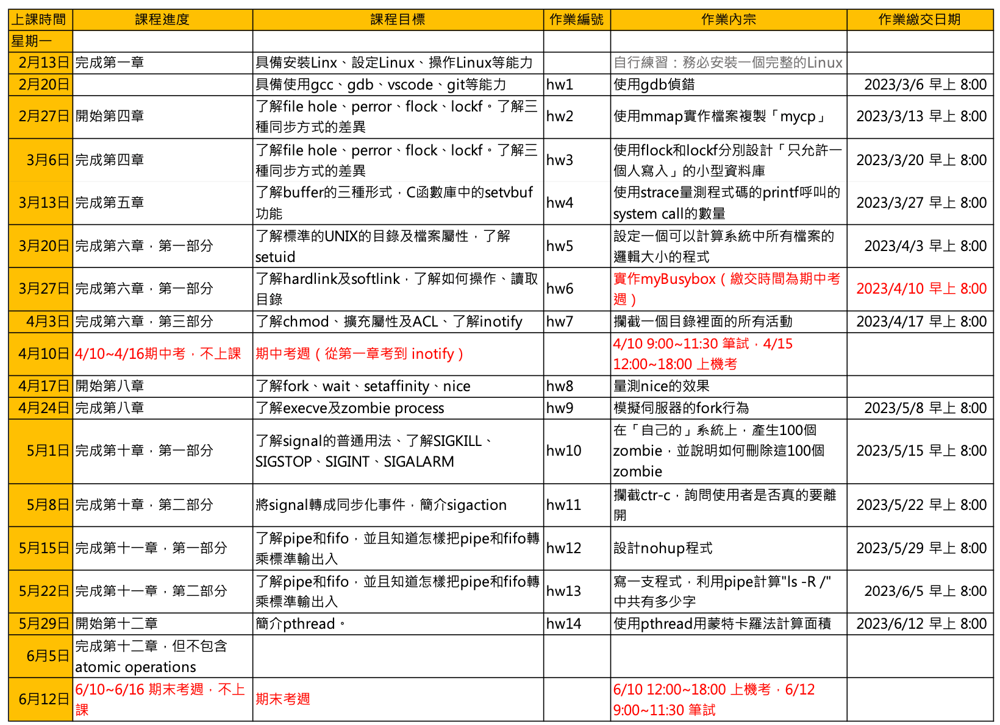 上課時間 課程進度 課程目標 作業編號 作業內宗 作業繳交日期
星期一
2月13日 完成第一章 具備安裝Linx、設定Linux、操作Linux等能力 自行練習：務必安裝一個完整的Linux
2月20日 具備使用gcc、gdb、vscode、git等能力 hw1 使用gdb偵錯 2023/3/6 早上 8:00
2月27日 開始第四章 了解file hole、perror、flock、lockf。了解三
種同步方式的差異 hw2 使用mmap實作檔案複製「mycp」 2023/3/13 早上 8:00
3月6日 完成第四章 了解file hole、perror、flock、lockf。了解三
種同步方式的差異 hw3 使用flock和lockf分別設計「只允許一
個人寫入」的小型資料庫 2023/3/20 早上 8:00
3月13日 完成第五章 了解buffer的三種形式，C函數庫中的setvbuf
功能 hw4 使用strace量測程式碼的printf呼叫的
system call的數量 2023/3/27 早上 8:00
3月20日 完成第六章，第一部分 了解標準的UNIX的目錄及檔案屬性，了解
setuid hw5 設定一個可以計算系統中所有檔案的
邏輯大小的程式 2023/4/3 早上 8:00
3月27日 完成第六章，第一部分 了解hardlink及softlink，了解如何操作、讀取
目錄 hw6 實作myBusybox（繳交時間為期中考
週） 2023/4/10 早上 8:00
4月3日 完成第六章，第三部分 了解chmod、擴充屬性及ACL、了解inotify hw7 攔截一個目錄裡面的所有活動 2023/4/17 早上 8:00
4月10日 4/10~4/16期中考，不上課 期中考週（從第一章考到 inotify） 4/10 9:00~11:30 筆試，4/15
12:00~18:00 上機考
4月17日 開始第八章 了解fork、wait、setaffinity、nice hw8 量測nice的效果
4月24日 完成第八章 了解execve及zombie process hw9 模擬伺服器的fork行為 2023/5/8 早上 8:00
5月1日 完成第十章，第一部分 了解signal的普通用法、了解SIGKILL、
SIGSTOP、SIGINT、SIGALARM hw10 在「自己的」系統上，產生100個
zombie，並說明如何刪除這100個
zombie 2023/5/15 早上 8:00
5月8日 完成第十章，第二部分 將signal轉成同步化事件，簡介sigaction hw11 攔截ctr-c，詢問使用者是否真的要離
開 2023/5/22 早上 8:00
5月15日 完成第十一章，第一部分 了解pipe和fifo，並且知道怎樣把pipe和fifo轉
乘標準輸出入 hw12 設計nohup程式 2023/5/29 早上 8:00
5月22日 完成第十一章，第二部分 了解pipe和fifo，並且知道怎樣把pipe和fifo轉
乘標準輸出入 hw13 寫一支程式，利用pipe計算"ls -R /"
中共有多少字 2023/6/5 早上 8:00
5月29日 開始第十二章 簡介pthread。 hw14 使用pthread用蒙特卡羅法計算面積 2023/6/12 早上 8:00
6月5日 完成第十二章，但不包含
atomic operations
6月12日 6/10~6/16 期末考週，不上
課 期末考週 6/10 12:00~18:00 上機考，6/12
9:00~11:30 筆試